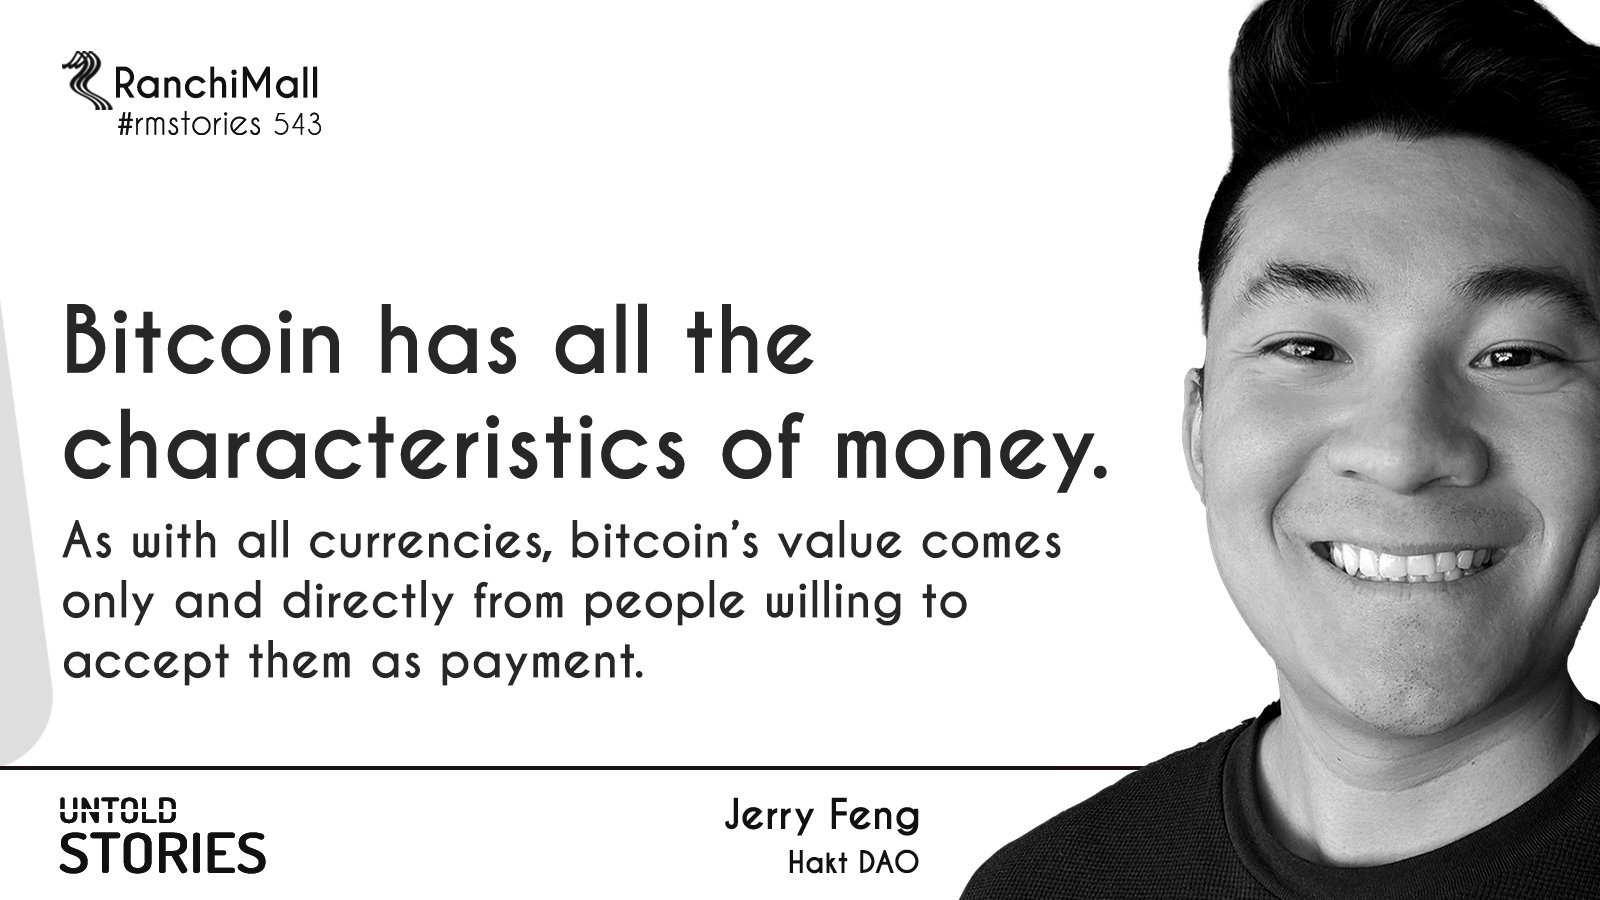 RanchiMall
#rmstories 543
Bitcoin has all the
characteristics of money.
As with all currencies, bitcoin's value comes
only and directly from people willing to
accept them as payment.
UNTOLD
STORIES
Jerry Feng
Hakt DAO